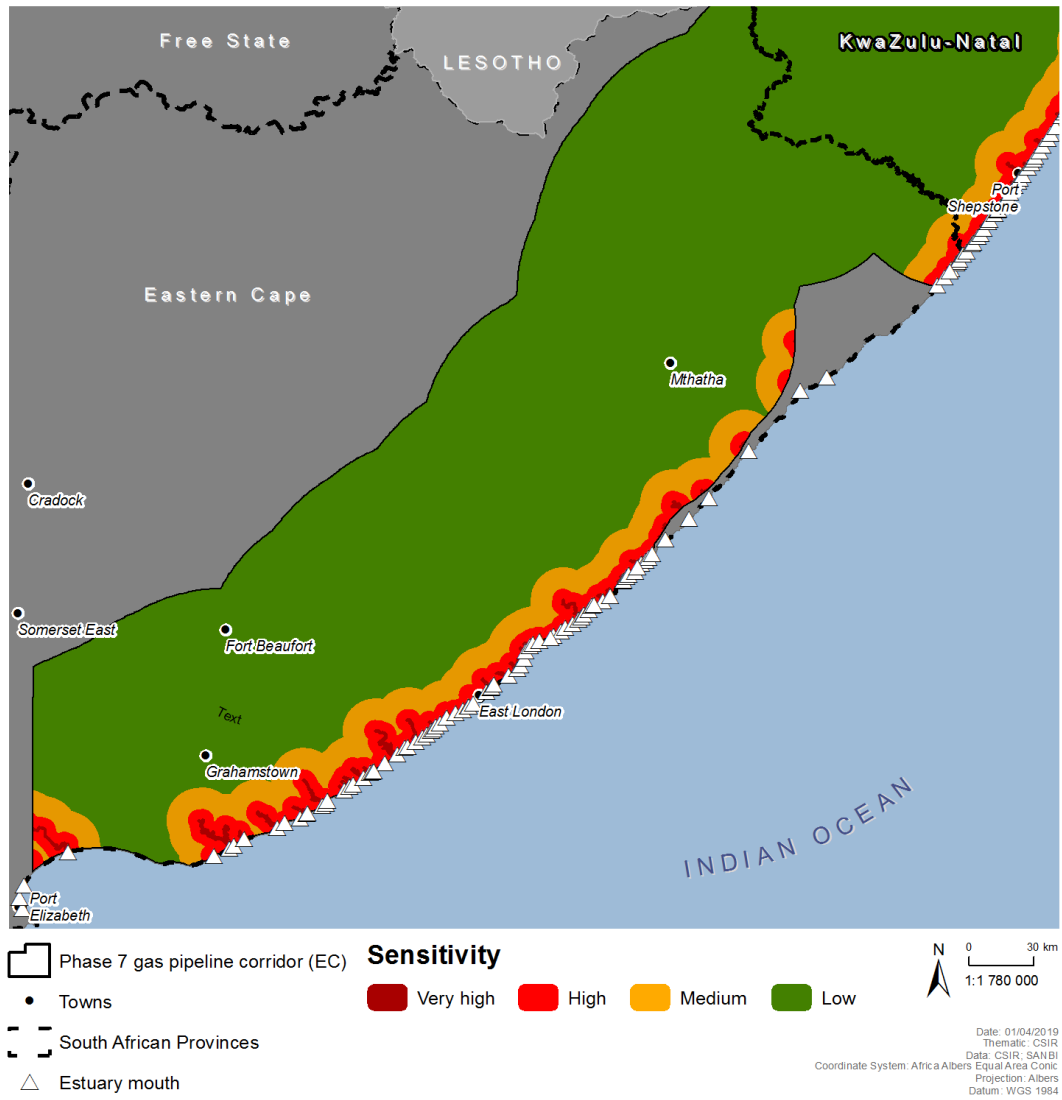 Free State
LESOTHO
KwaZulu-Natal
Port
Shepstone
Eastern Cape
Mthatha
Cradock
Somerset East
Fort Beaufort
Text
East London
Grahamstown
INDIAN OCEAN
Port
Elizabeth
Phase 7 gas pipeline corridor (EC)
Towns
South African Provinces
Estuary mouth
Sensitivity
Very high
High
Medium
Low
N
0 30 km
1:1 780 000
Date: 01/04/2019
Thematic: CSIR
Data: CSIR; SANBI
Coordinate System: Africa Albers Equal Area Conic
Projection: Albers
Datum: WGS 1984